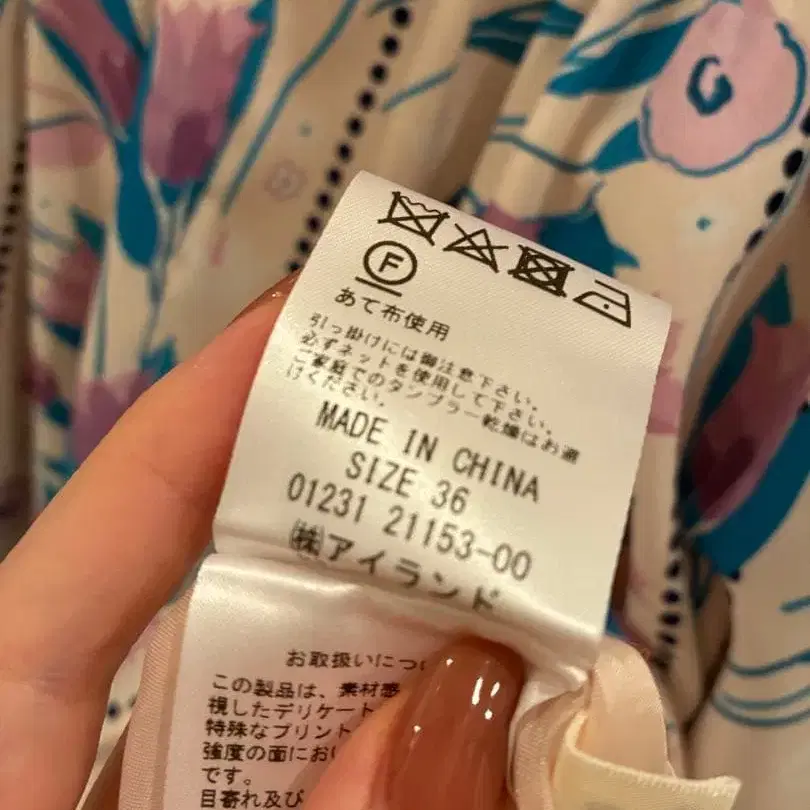 F
あて布使用
引っ掛けには御注意下さい。
必ずネットを使用して下さい。
ご家庭でのタンブラー乾燥はお避
けください。
MADE IN CHINA
SIZE 36
01231 21153-00
㈱アイランド
お取扱いについ
この製品は、素材感
視したデリケート
特殊なプリント
強度の面におい
です。
目寄れ及び